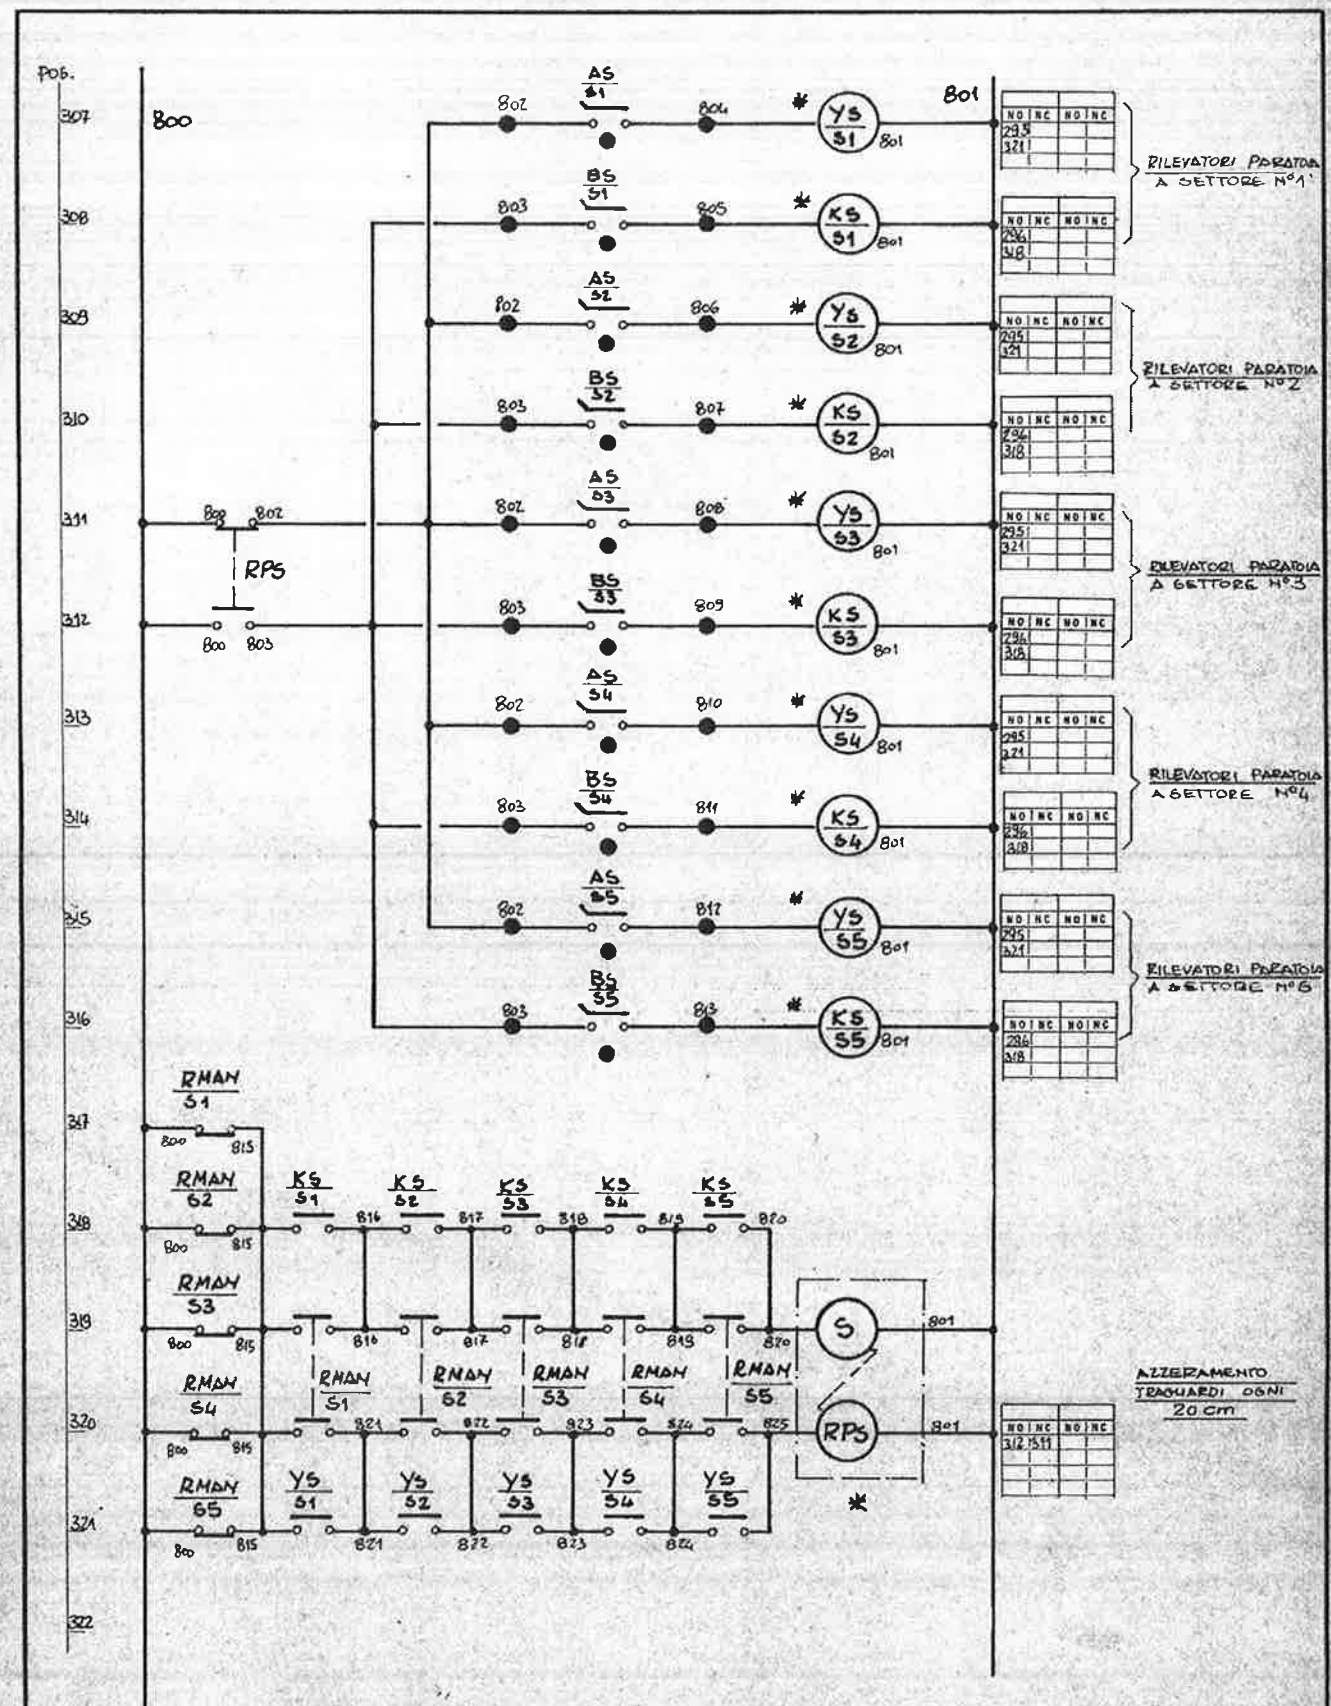 POS.
307
800
802
AS
S1
804
*
YS
S1
801
801
NO NC NO NC
295
321
RILEVATORI PARATOIA
A SETTORE N°1
308
803
BS
S1
805
*
KS
S1
801
NO NC NO NC
296
318
309
802
AS
S2
806
*
YS
S2
801
NO NC NO NC
295
321
RILEVATORI PARATOIA
A SETTORE N°2
310
803
BS
S2
807
*
KS
S2
801
NO NC NO NC
296
318
311
800 802
RPS
802
AS
S3
808
*
YS
S3
801
NO NC NO NC
295
321
RILEVATORI PARATOIA
A SETTORE N°3
312
800 803
803
BS
S3
809
*
KS
S3
801
NO NC NO NC
296
318
313
802
AS
S4
810
*
YS
S4
801
NO NC NO NC
295
321
RILEVATORI PARATOIA
A SETTORE N°4
314
803
BS
S4
811
*
KS
S4
801
NO NC NO NC
296
318
315
802
AS
S5
812
*
YS
S5
801
NO NC NO NC
295
321
RILEVATORI PARATOIA
A SETTORE N°5
316
803
BS
S5
813
*
KS
S5
801
NO NC NO NC
296
318
317
RMAN
S1
800 815
318
RMAN
S2
800 815
KS
S1
816
KS
S2
817
KS
S3
818
KS
S4
819
KS
S5
820
319
RMAN
S3
800 815
816 817 818 819 820
S
801
RMAN
S1
RMAN
S2
RMAN
S3
RMAN
S4
RMAN
S5
AZZERAMENTO
TRAGUARDI OGNI
20 cm
320
RMAN
S4
800 815
821 822 823 824 825
RPS
801
NO NC NO NC
312 311
*
321
RMAN
S5
800 815
YS
S1
821
YS
S2
822
YS
S3
823
YS
S4
824
YS
S5
322